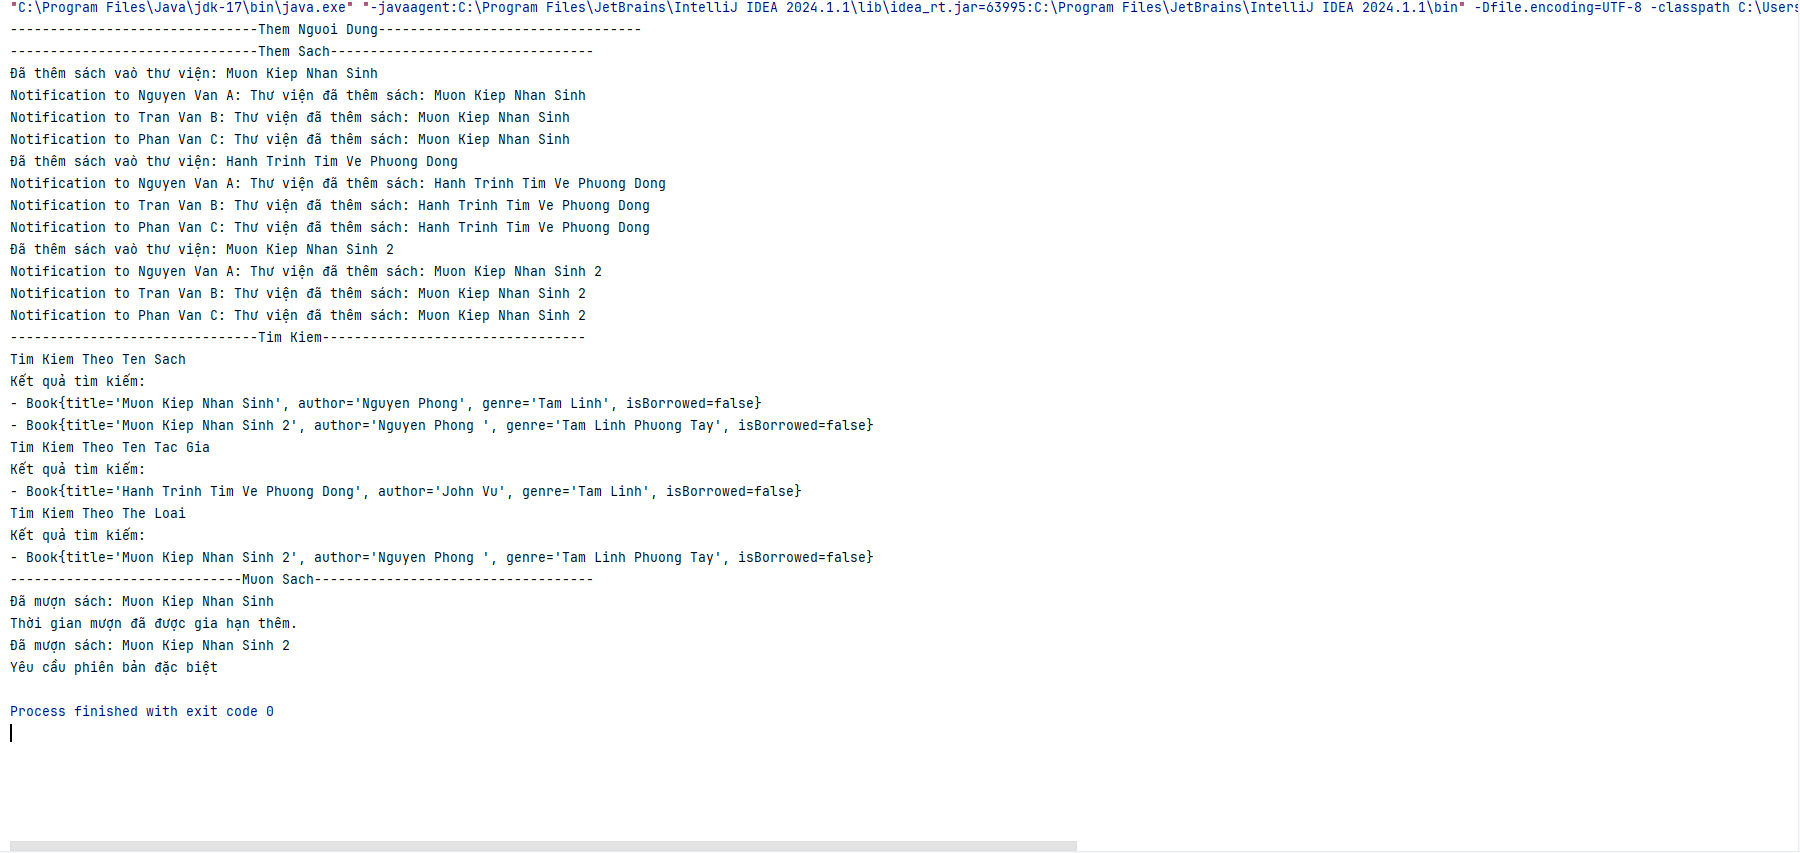 "C:\Program Files\Java\jdk-17\bin\java.exe" "-javaagent:C:\Program Files\JetBrains\IntelliJ IDEA 2024.1.1\lib\idea_rt.jar=63995:C:\Program Files\JetBrains\IntelliJ IDEA 2024.1.1\bin" -Dfile.encoding=UTF-8 -classpath C:\Users
-------------------------------Them Nguoi Dung---------------------------------
-------------------------------Them Sach---------------------------------
Đã thêm sách vaò thư viện: Muon Kiep Nhan Sinh
Notification to Nguyen Van A: Thư viện đã thêm sách: Muon Kiep Nhan Sinh
Notification to Tran Van B: Thư viện đã thêm sách: Muon Kiep Nhan Sinh
Notification to Phan Van C: Thư viện đã thêm sách: Muon Kiep Nhan Sinh
Đã thêm sách vaò thư viện: Hanh Trinh Tim Ve Phuong Dong
Notification to Nguyen Van A: Thư viện đã thêm sách: Hanh Trinh Tim Ve Phuong Dong
Notification to Tran Van B: Thư viện đã thêm sách: Hanh Trinh Tim Ve Phuong Dong
Notification to Phan Van C: Thư viện đã thêm sách: Hanh Trinh Tim Ve Phuong Dong
Đã thêm sách vaò thư viện: Muon Kiep Nhan Sinh 2
Notification to Nguyen Van A: Thư viện đã thêm sách: Muon Kiep Nhan Sinh 2
Notification to Tran Van B: Thư viện đã thêm sách: Muon Kiep Nhan Sinh 2
Notification to Phan Van C: Thư viện đã thêm sách: Muon Kiep Nhan Sinh 2
-------------------------------Tim Kiem---------------------------------
Tim Kiem Theo Ten Sach
Kết quả tìm kiếm:
- Book{title='Muon Kiep Nhan Sinh', author='Nguyen Phong', genre='Tam Linh', isBorrowed=false}
- Book{title='Muon Kiep Nhan Sinh 2', author='Nguyen Phong ', genre='Tam Linh Phuong Tay', isBorrowed=false}
Tim Kiem Theo Ten Tac Gia
Kết quả tìm kiếm:
- Book{title='Hanh Trinh Tim Ve Phuong Dong', author='John Vu', genre='Tam Linh', isBorrowed=false}
Tim Kiem Theo The Loai
Kết quả tìm kiếm:
- Book{title='Muon Kiep Nhan Sinh 2', author='Nguyen Phong ', genre='Tam Linh Phuong Tay', isBorrowed=false}
-----------------------------Muon Sach-----------------------------------
Đã mượn sách: Muon Kiep Nhan Sinh
Thời gian mượn đã được gia hạn thêm.
Đã mượn sách: Muon Kiep Nhan Sinh 2
Yêu cầu phiên bản đặc biệt
Process finished with exit code 0